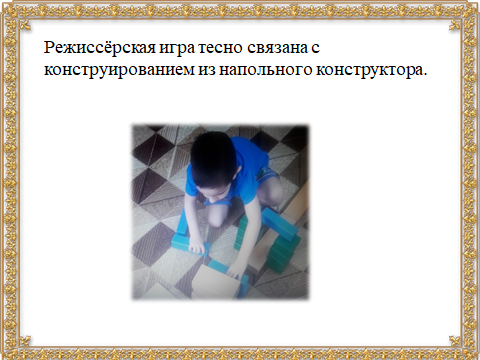 Режиссёрская игра тесно связана с
конструированием из напольного конструктора.